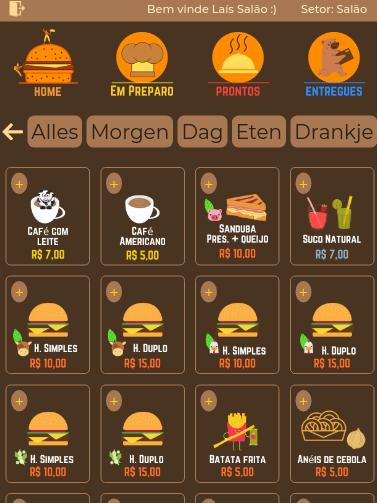 Bem vinde Laís Salão :) Setor: Salão
HOME EM PREPARO PRONTOS ENTREGUES
Alles Morgen Dag Eten Drankje
+ + + +
CAFé COM LEITE
R$ 7,00
CAFé AMERICANO
R$ 5,00
SANDUBA PRES. + QUEIJO
R$ 10,00
SUCO NATURAL
R$ 7,00
+ + + +
H. SIMPLES
R$ 10,00
H. DUPLO
R$ 15,00
H. SIMPLES
R$ 10,00
H. DUPLO
R$ 15,00
+ + + +
H. SIMPLES
R$ 10,00
H. DUPLO
R$ 15,00
BATATA FRITA
R$ 5,00
ANéIS DE CEBOLA
R$ 5,00